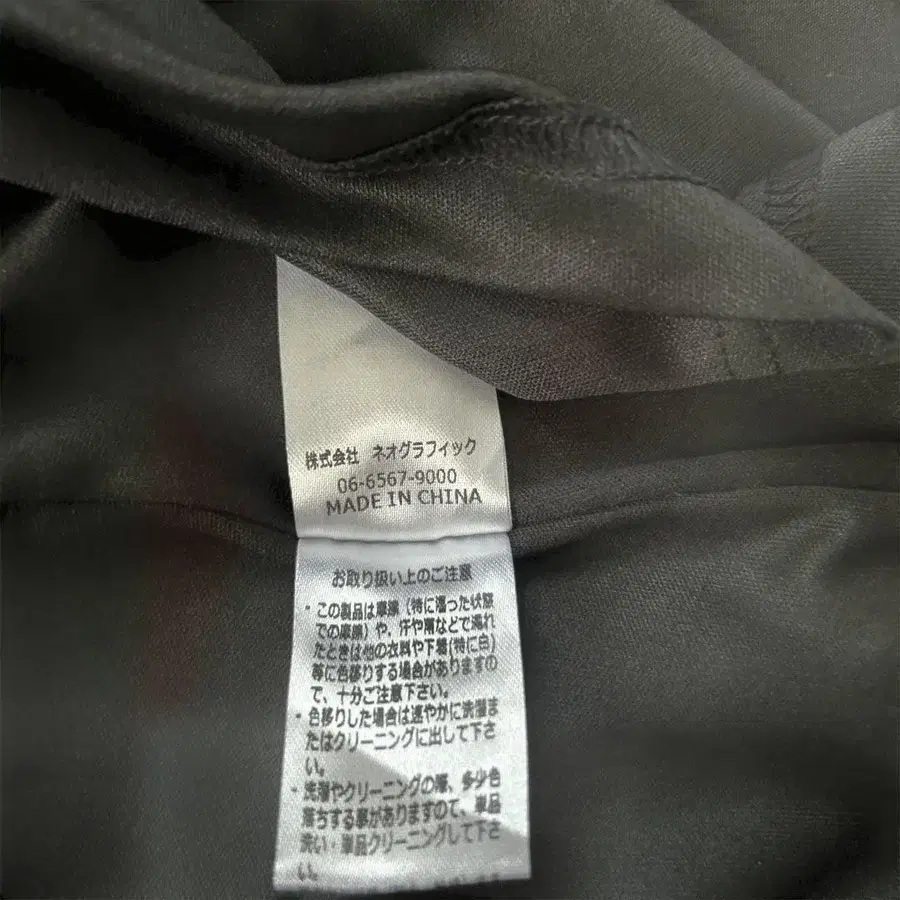 株式会社 ネオグラフィック
06-6567-9000
MADE IN CHINA
お取り扱い上のご注意
・この製品は摩擦（特に湿った状態
での摩擦）や、汗や雨などで濡れ
たときは他の衣料や下着(特に白)
等に色移りする場合がありますの
で、十分ご注意下さい。
・色移りした場合は速やかに洗濯ま
たはクリーニングに出して下さ
い。
・洗濯やクリーニングの際、多少色
落ちする事がありますので、単品
洗い・単品クリーニングして下さ
い。